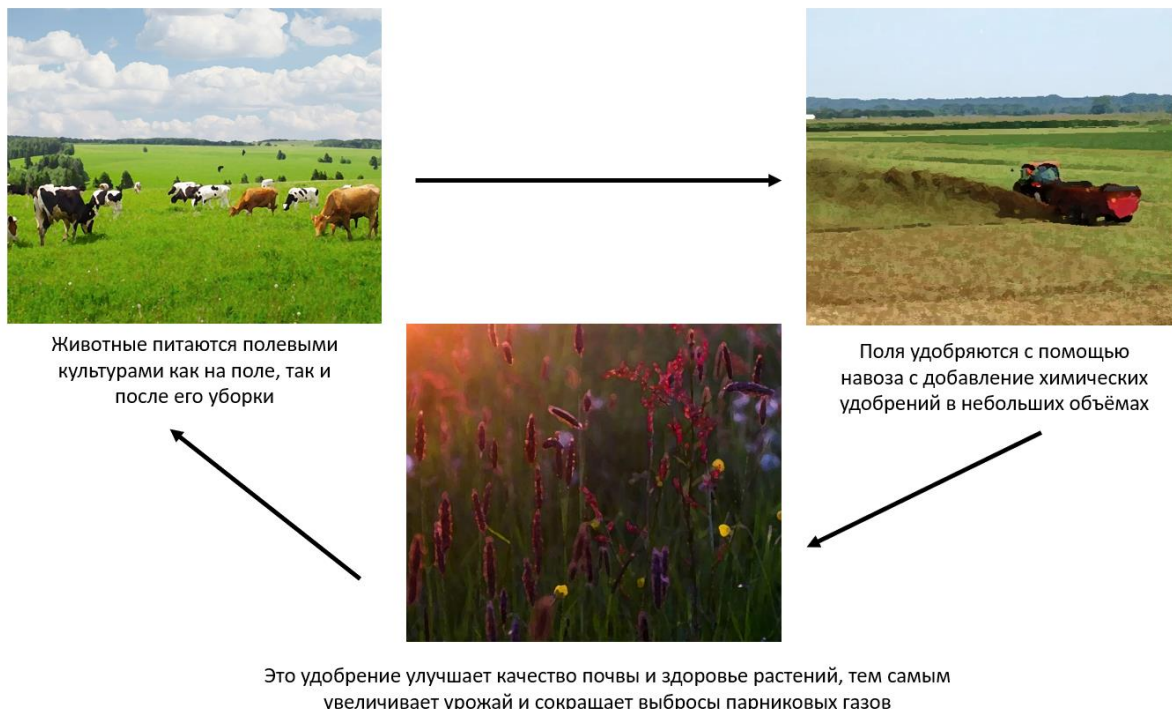 Животные питаются полевыми
культурами как на поле, так и
после его уборки
Поля удобряются с помощью
навоза с добавление химических
удобрений в небольших объёмах
Это удобрение улучшает качество почвы и здоровье растений, тем самым
увеличивает урожай и сокращает выбросы парниковых газов